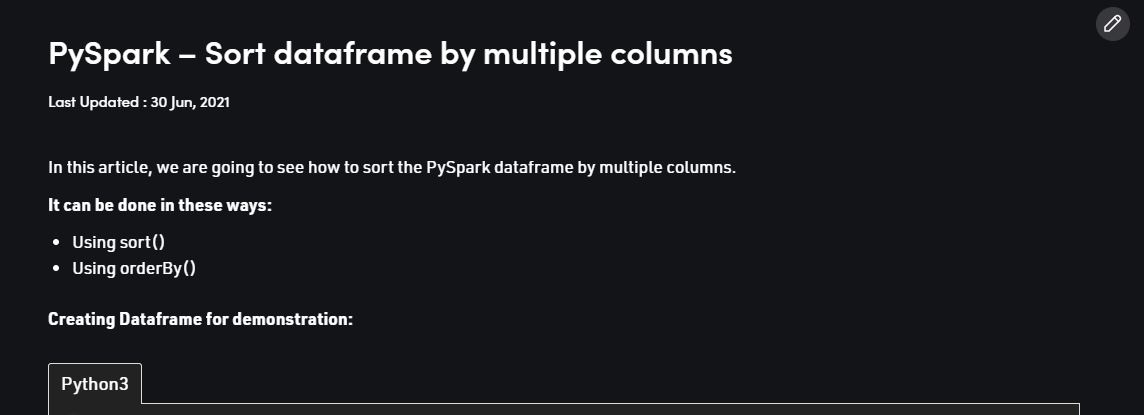 PySpark – Sort dataframe by multiple columns
Last Updated : 30 Jun, 2021
In this article, we are going to see how to sort the PySpark dataframe by multiple columns.
It can be done in these ways:
• Using sort()
• Using orderBy()
Creating Dataframe for demonstration:
Python3